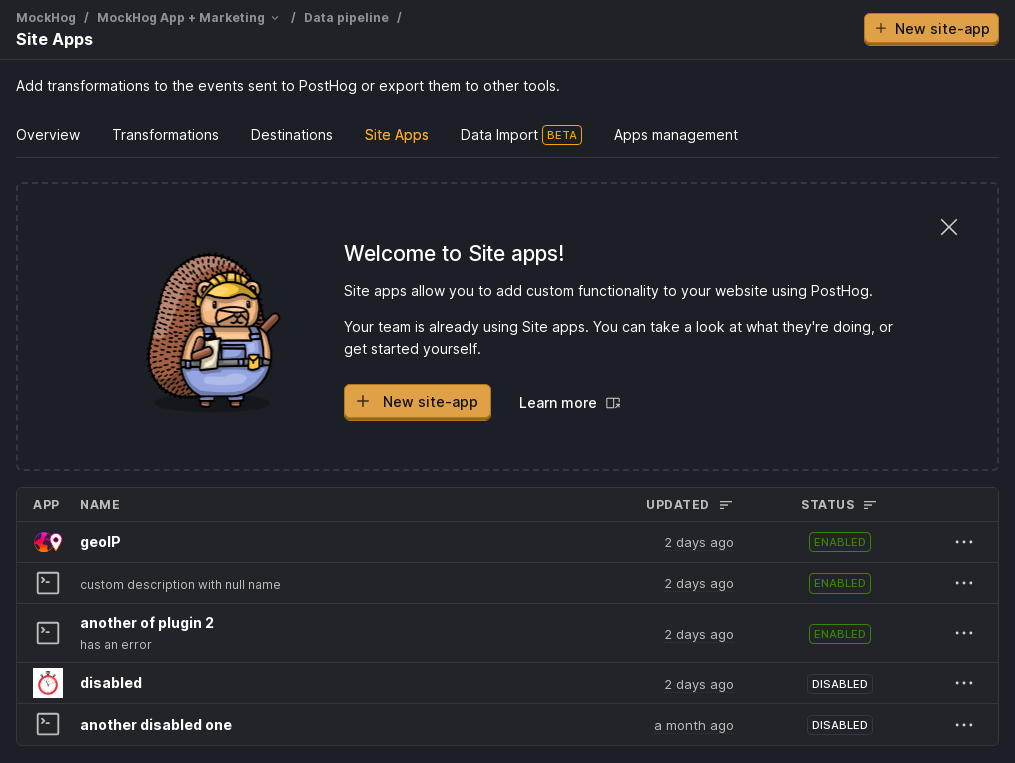 MockHog / MockHog App + Marketing / Data pipeline /
Site Apps
+ New site-app
Add transformations to the events sent to PostHog or export them to other tools.
Overview Transformations Destinations Site Apps Data Import BETA Apps management
Welcome to Site apps!
Site apps allow you to add custom functionality to your website using PostHog.
Your team is already using Site apps. You can take a look at what they're doing, or
get started yourself.
+ New site-app Learn more
APP NAME UPDATED STATUS
geoIP 2 days ago ENABLED
custom description with null name 2 days ago ENABLED
another of plugin 2
has an error 2 days ago ENABLED
disabled 2 days ago DISABLED
another disabled one a month ago DISABLED